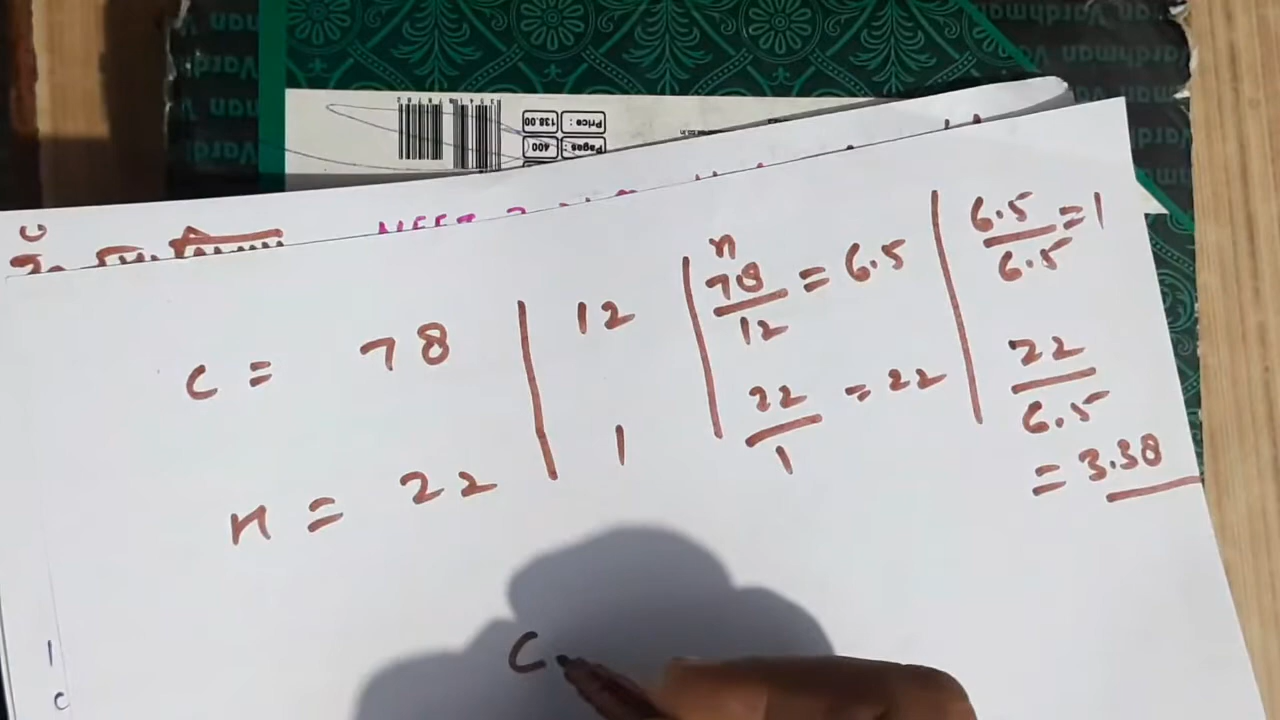 Price : 138.00
Pages : 400
C = 78 | 12 | n 78/12 = 6.5 | 6.5/6.5 = 1
H = 22 | 1 | 22/1 = 22 | 22/6.5
= 3.38
C